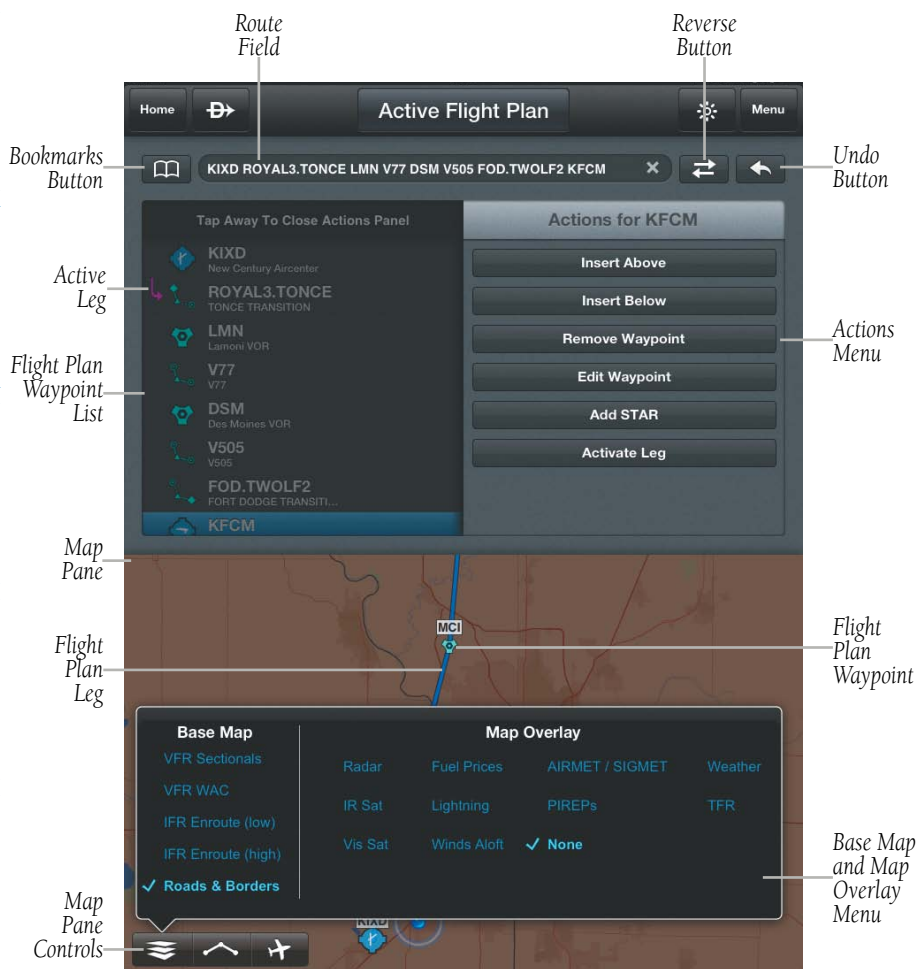 Route
Field
Reverse
Button
Home
Active Flight Plan
Menu
Bookmarks
Button
KIXD ROYAL3.TONCE LMN V77 DSM V505 FOD.TWOLF2 KFCM
Undo
Button
Tap Away To Close Actions Panel
Actions for KFCM
KIXD
New Century Aircenter
Insert Above
Active
Leg
ROYAL3.TONCE
TONCE TRANSITION
Insert Below
LMN
Lamoni VOR
Remove Waypoint
Actions
Menu
Flight Plan
Waypoint
List
V77
V77
Edit Waypoint
DSM
Des Moines VOR
Add STAR
V505
V505
Activate Leg
FOD.TWOLF2
FORT DODGE TRANSITI...
KFCM
Map
Pane
MCI
Flight
Plan
Leg
Flight
Plan
Waypoint
Base Map
VFR Sectionals
VFR WAC
IFR Enroute (low)
IFR Enroute (high)
Roads & Borders
Map Overlay
Radar Fuel Prices AIRMET / SIGMET Weather
IR Sat Lightning PIREPs TFR
Vis Sat Winds Aloft None
Base Map
and Map
Overlay
Menu
Map
Pane
Controls
KIXD